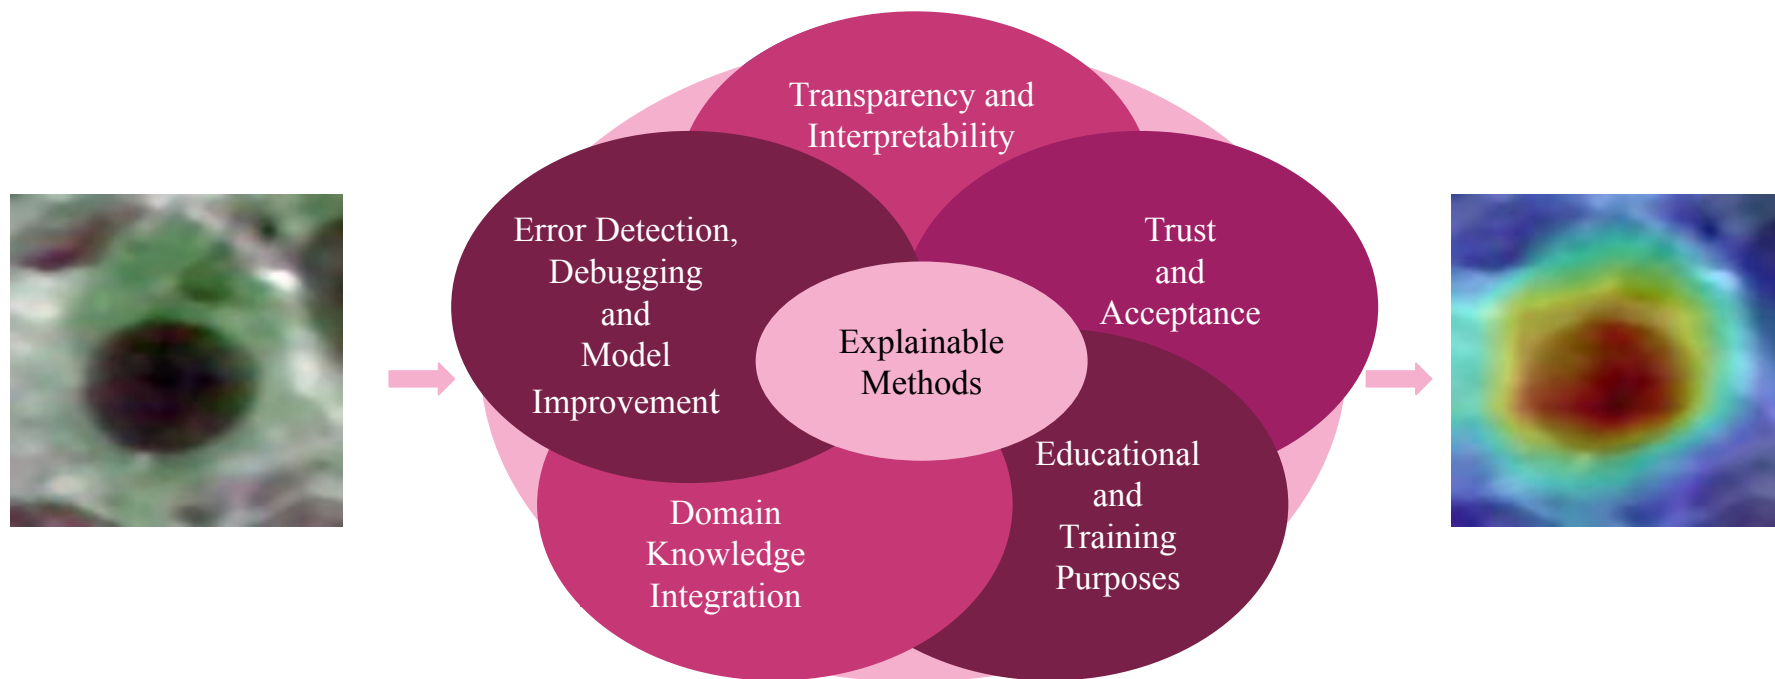 Transparency and
Interpretability
Error Detection,
Debugging
and
Model
Improvement
Trust
and
Acceptance
Explainable
Methods
Educational
and
Training
Purposes
Domain
Knowledge
Integration